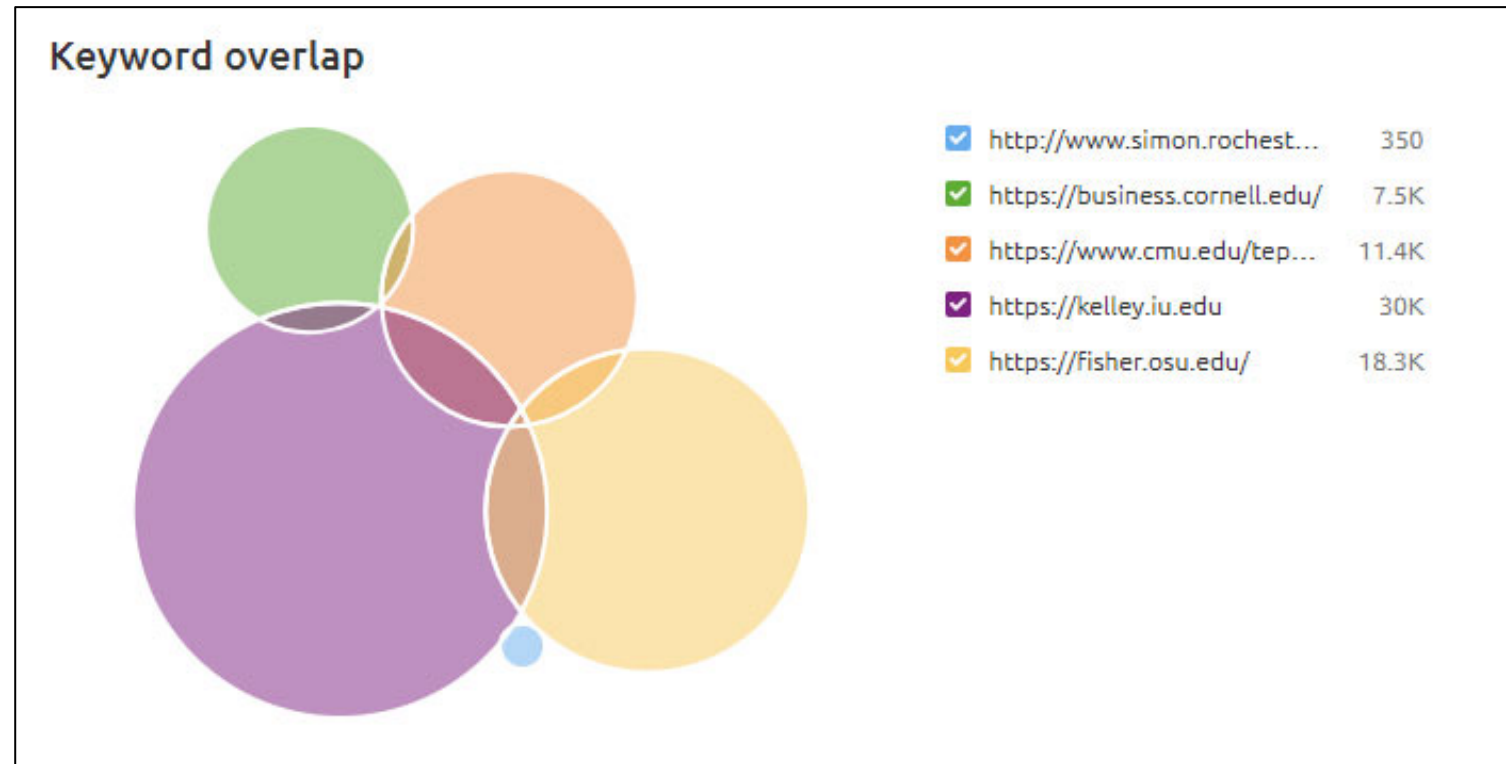 Keyword overlap
http://www.simon.rochest... 350
https://business.cornell.edu/ 7.5K
https://www.cmu.edu/tep... 11.4K
https://kelley.iu.edu 30K
https://fisher.osu.edu/ 18.3K